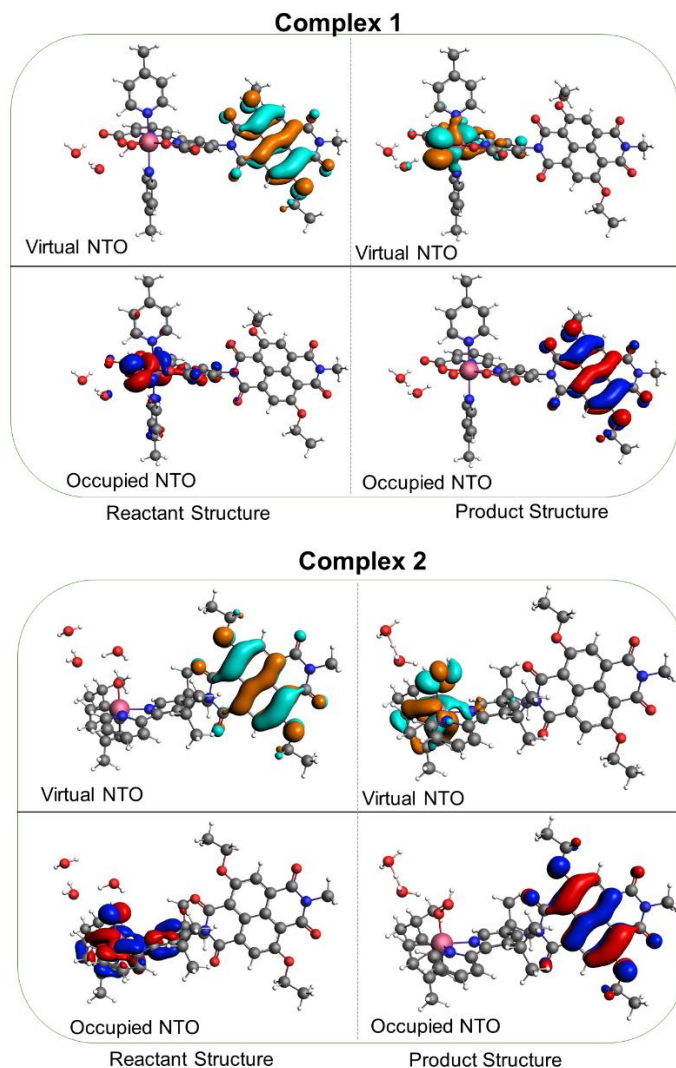 Complex 1
Virtual NTO
Virtual NTO
Occupied NTO
Occupied NTO
Reactant Structure
Product Structure
Complex 2
Virtual NTO
Virtual NTO
Occupied NTO
Occupied NTO
Reactant Structure
Product Structure